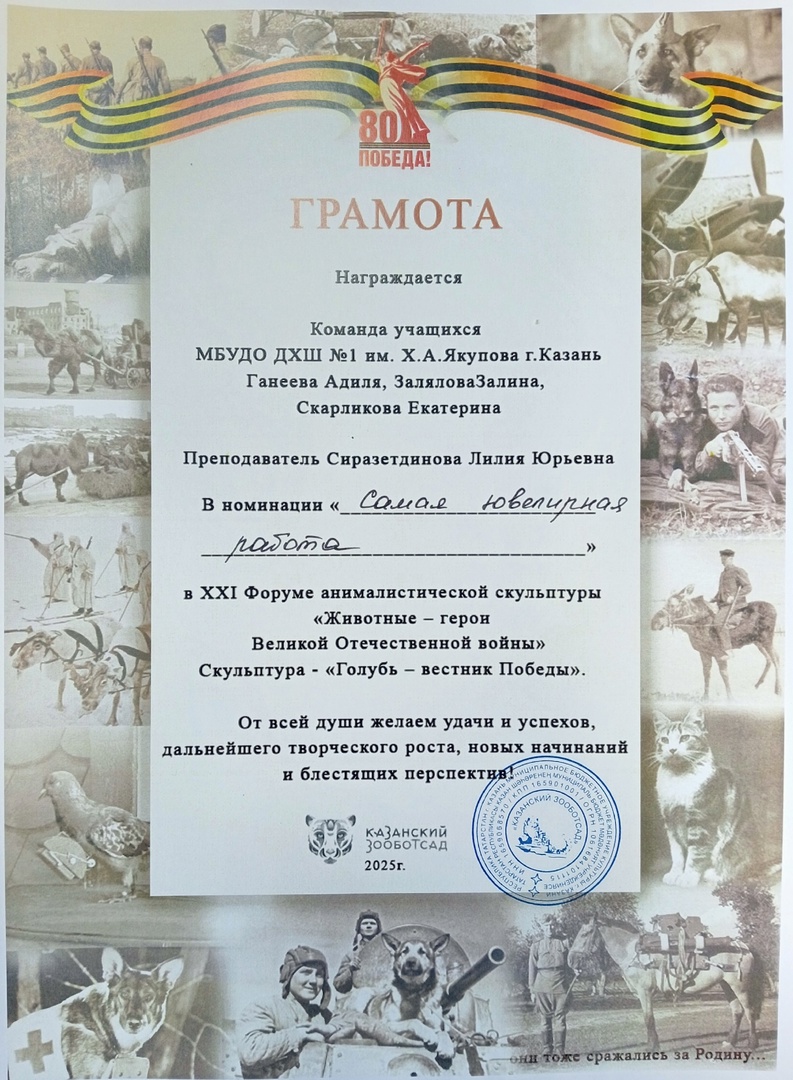 80
ПОБЕДА!
ГРАМОТА
Награждается
Команда учащихся
МБУДО ДХШ №1 им. Х.А.Якупова г.Казань
Ганеева Адиля, ЗаляловаЗалина,
Скарликова Екатерина
Преподаватель Сиразетдинова Лилия Юрьевна
В номинации «Самая ювелирная
работа»
в XXI Форуме анималистической скульптуры
«Животные – герои
Великой Отечественной войны»
Скульптура - «Голубь – вестник Победы».
От всей души желаем удачи и успехов,
дальнейшего творческого роста, новых начинаний
и блестящих перспектив!
КАЗАНСКИЙ
ЗООБОТСАД
2025г.
«КАЗАНСКИЙ ЗООБОТСАД»
они тоже сражались за Родину...